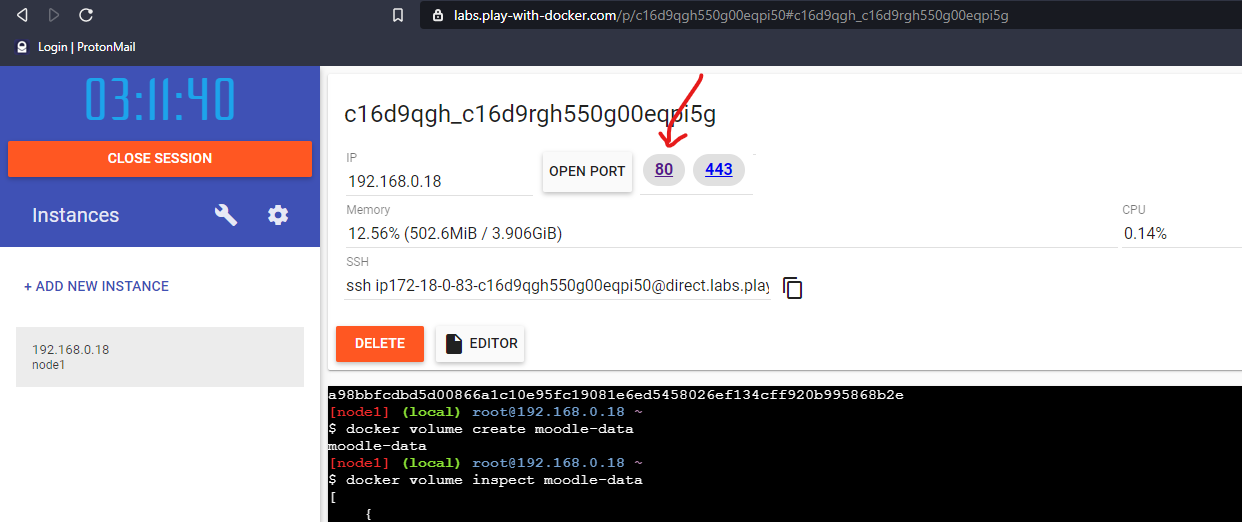 labs.play-with-docker.com/p/c16d9qgh550g00eqpi50#c16d9qgh_c16d9rgh550g00eqpi5g
Login | ProtonMail
03:11:40
CLOSE SESSION
Instances
+ ADD NEW INSTANCE
192.168.0.18
node1
c16d9qgh_c16d9rgh550g00eqpi5g
IP
192.168.0.18
OPEN PORT
80
443
Memory
12.56% (502.6MiB / 3.906GiB)
CPU
0.14%
SSH
ssh ip172-18-0-83-c16d9qgh550g00eqpi50@direct.labs.play
DELETE
EDITOR
a98bbfcdbd5d00866a1c10e95fc19081e6ed5458026ef134cff920b995868b2e
[node1] (local) root@192.168.0.18 ~
$ docker volume create moodle-data
moodle-data
[node1] (local) root@192.168.0.18 ~
$ docker volume inspect moodle-data
[
{